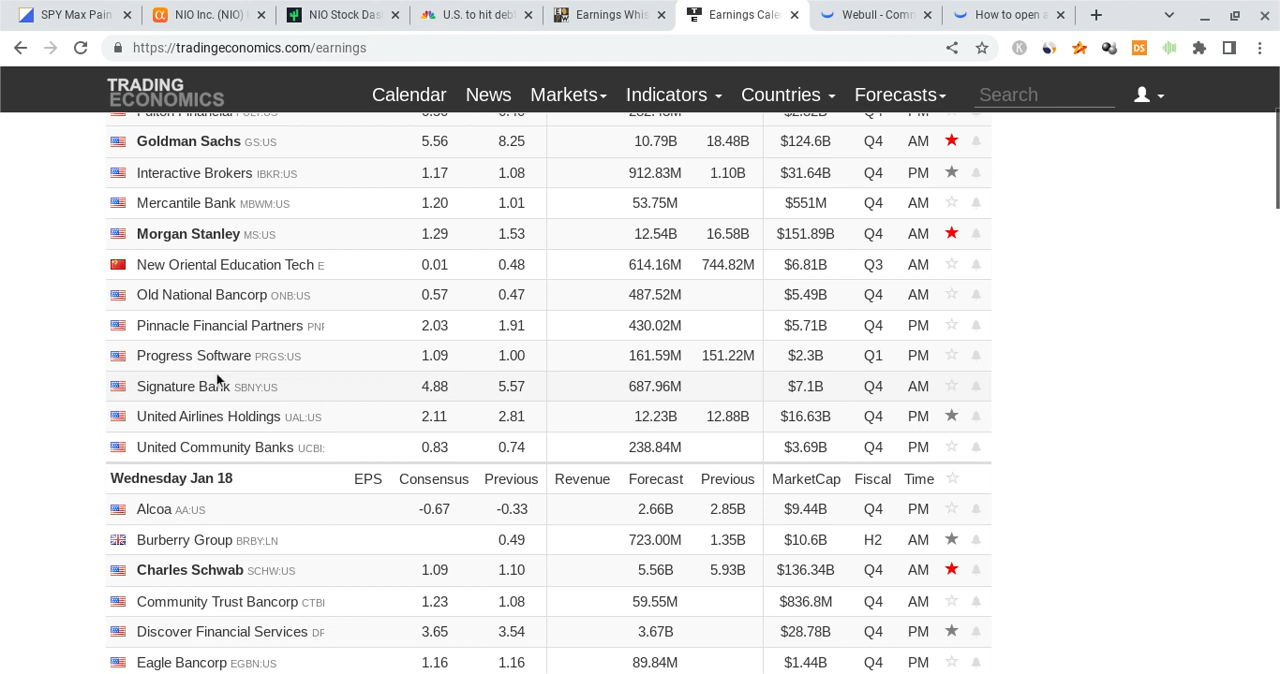 SPY Max Pain
NIO Inc. (NIO)
NIO Stock Das
U.S. to hit deb
Earnings Whis
Earnings Cale
Webull - Com
How to open a
https://tradingeconomics.com/earnings
TRADING ECONOMICS
Calendar News Markets Indicators Countries Forecasts Search
Goldman Sachs GS:US 5.56 8.25 10.79B 18.48B $124.6B Q4 AM
Interactive Brokers IBKR:US 1.17 1.08 912.83M 1.10B $31.64B Q4 PM
Mercantile Bank MBWM:US 1.20 1.01 53.75M $551M Q4 AM
Morgan Stanley MS:US 1.29 1.53 12.54B 16.58B $151.89B Q4 AM
New Oriental Education Tech E 0.01 0.48 614.16M 744.82M $6.81B Q3 AM
Old National Bancorp ONB:US 0.57 0.47 487.52M $5.49B Q4 AM
Pinnacle Financial Partners PNF 2.03 1.91 430.02M $5.71B Q4 PM
Progress Software PRGS:US 1.09 1.00 161.59M 151.22M $2.3B Q1 PM
Signature Bank SBNY:US 4.88 5.57 687.96M $7.1B Q4 AM
United Airlines Holdings UAL:US 2.11 2.81 12.23B 12.88B $16.63B Q4 PM
United Community Banks UCBI: 0.83 0.74 238.84M $3.69B Q4 PM
Wednesday Jan 18 EPS Consensus Previous Revenue Forecast Previous MarketCap Fiscal Time
Alcoa AA:US -0.67 -0.33 2.66B 2.85B $9.44B Q4 PM
Burberry Group BRBY:LN 0.49 723.00M 1.35B $10.6B H2 AM
Charles Schwab SCHW:US 1.09 1.10 5.56B 5.93B $136.34B Q4 AM
Community Trust Bancorp CTBI 1.23 1.08 59.55M $836.8M Q4 AM
Discover Financial Services DF 3.65 3.54 3.67B $28.78B Q4 PM
Eagle Bancorp EGBN:US 1.16 1.16 89.84M $1.44B Q4 PM